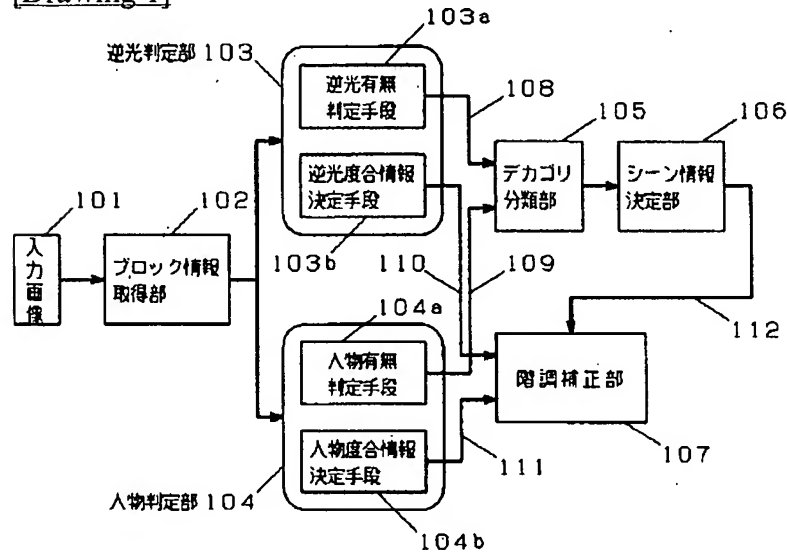 [Drawing 1]
103a
逆光判定部 103
逆光有無
判定手段
108
105
106
逆光度合情報
決定手段
デカゴリ
分類部
シーン情報
決定部
101
102
入力画像
ブロック情報
取得部
103b
110
109
104a
112
人物有無
判定手段
階調補正部
人物度合情報
決定手段
111
107
人物判定部 104
104b